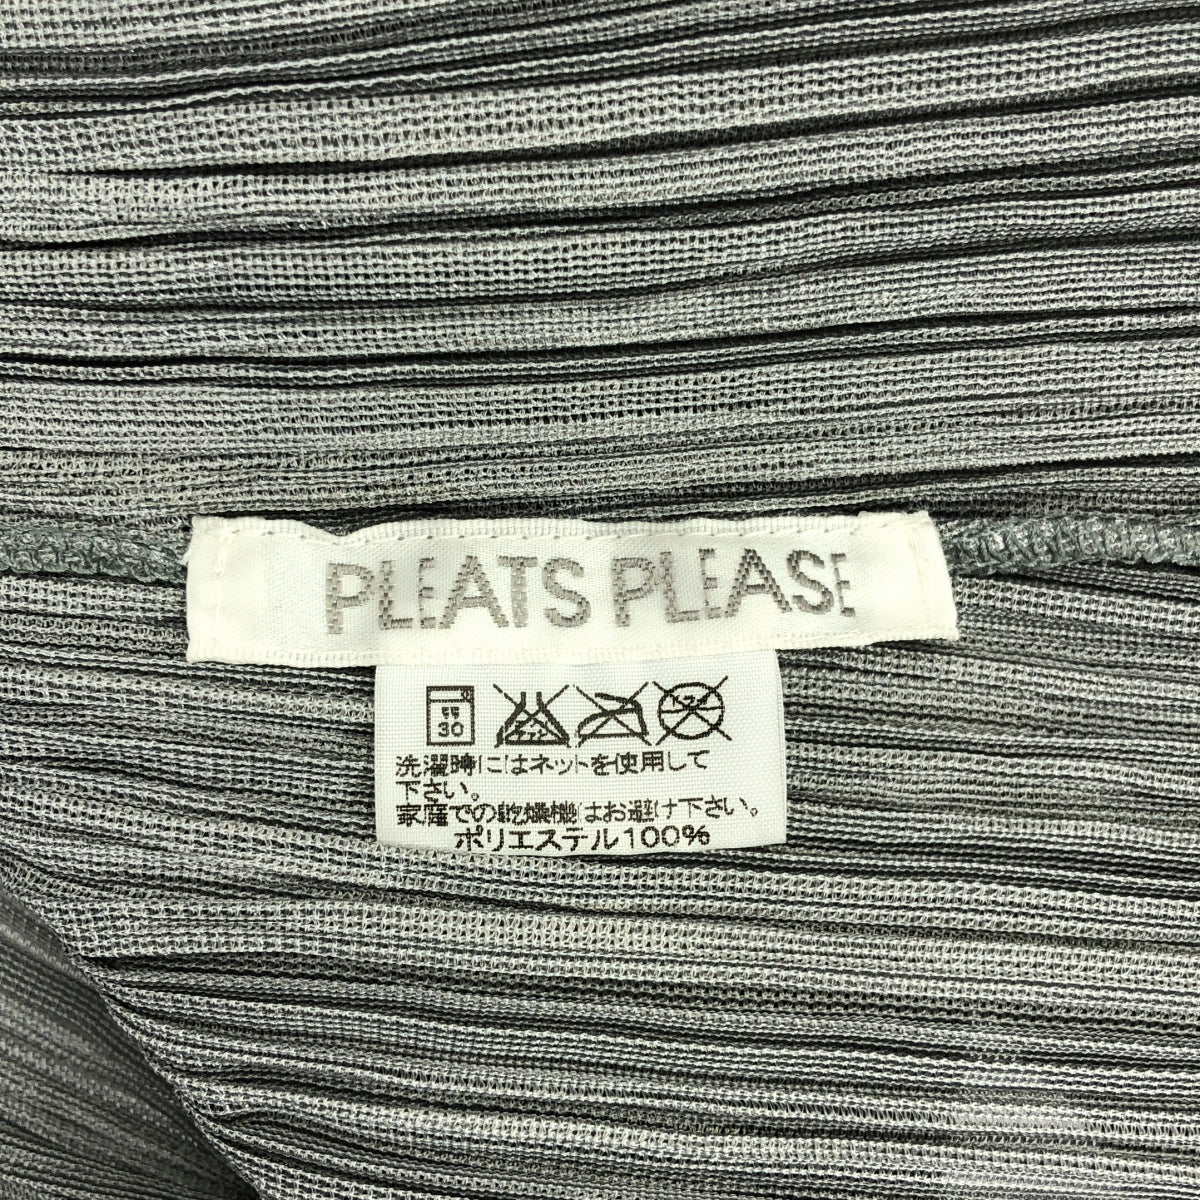 PLEATS PLEASE
弱
30
洗濯時にはネットを使用して
下さい。
家庭での乾燥機はお避け下さい。
ポリエステル100%